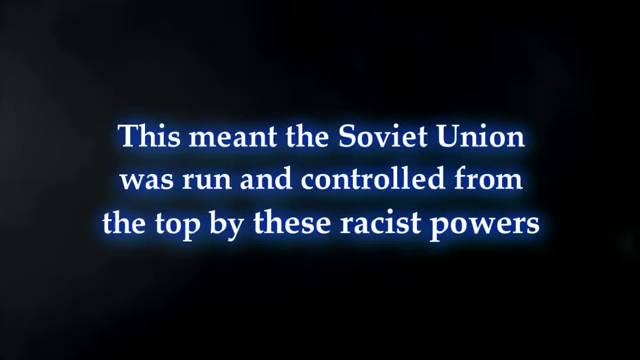 This meant the Soviet Union
was run and controlled from
the top by these racist powers